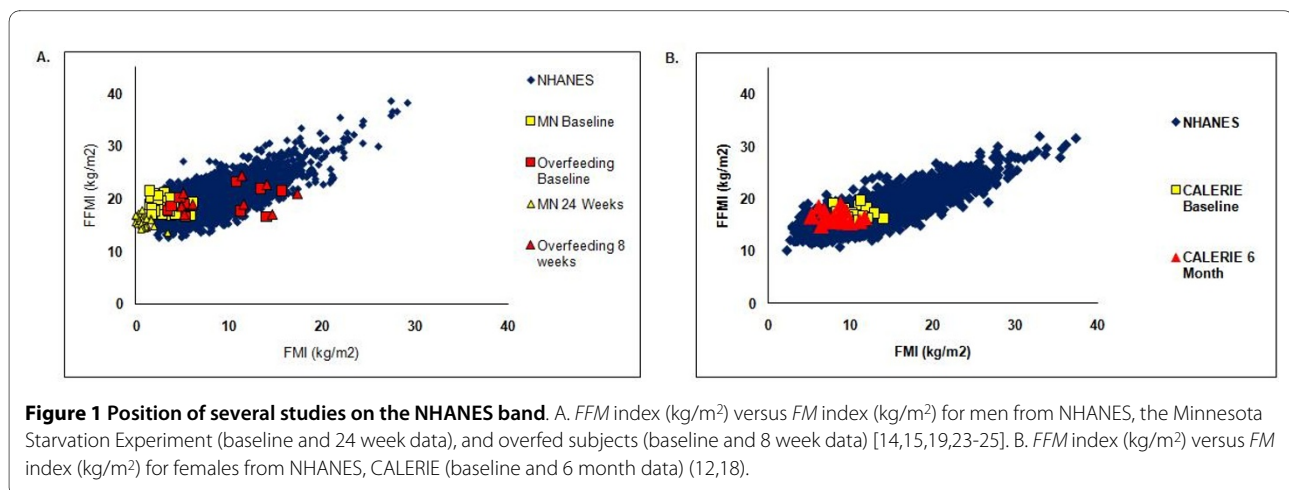 A.
FFMI (kg/m2)
40
30
20
10
0
0 10 20 30 40
FMI (kg/m2)
NHANES
MN Baseline
Overfeeding
Baseline
MN 24 Weeks
Overfeeding 8
weeks
B.
FFMI (kg/m2)
40
30
20
10
0
0 10 20 30 40
FMI (kg/m2)
NHANES
CALERIE
Baseline
CALERIE 6
Month
Figure 1 Position of several studies on the NHANES band. A. FFM index (kg/m²) versus FM index (kg/m²) for men from NHANES, the Minnesota
Starvation Experiment (baseline and 24 week data), and overfed subjects (baseline and 8 week data) [14,15,19,23-25]. B. FFM index (kg/m²) versus FM
index (kg/m²) for females from NHANES, CALERIE (baseline and 6 month data) (12,18).